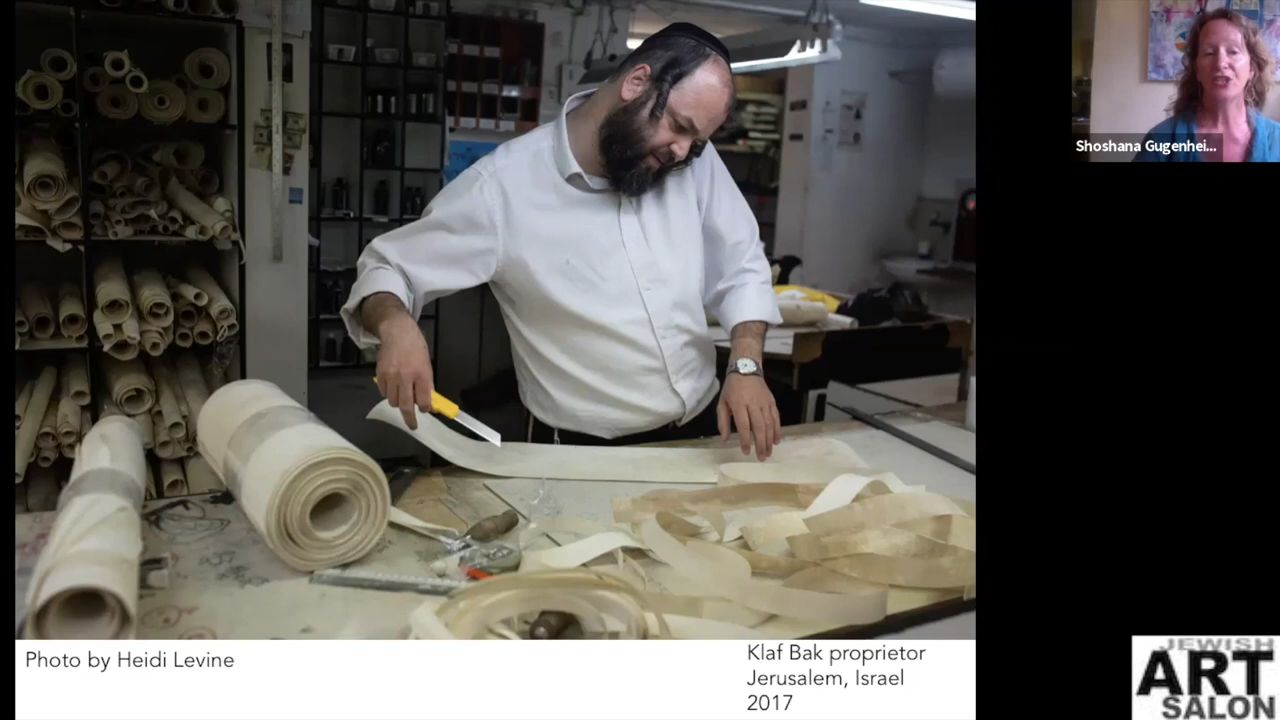 Shoshana Gugenhei...
Photo by Heidi Levine
Klaf Bak proprietor
Jerusalem, Israel
2017
JEWISH
ART
SALON